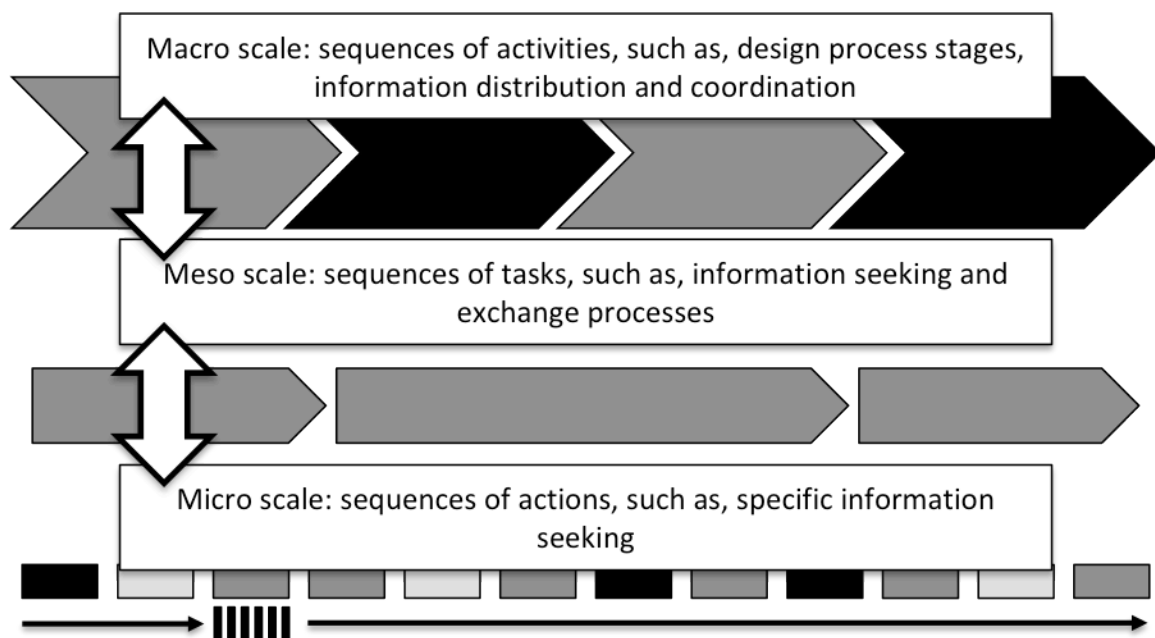 Macro scale: sequences of activities, such as, design process stages,
information distribution and coordination
Meso scale: sequences of tasks, such as, information seeking and
exchange processes
Micro scale: sequences of actions, such as, specific information
seeking